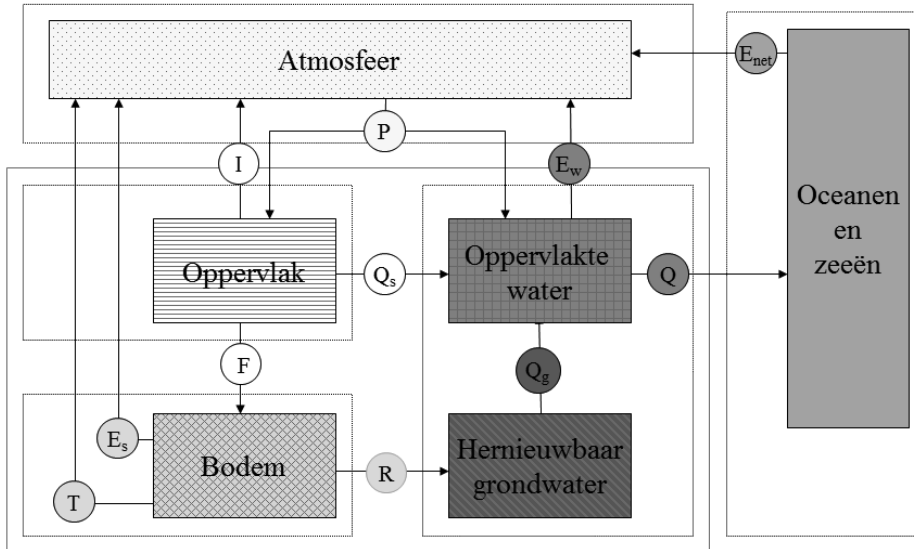 Atmosfeer
E_net
P
I
E_w
Oceanen
en
zeeën
Oppervlak
Q_s
Oppervlakte
water
Q
F
Q_g
E_s
Bodem
R
Hernieuwbaar
grondwater
T